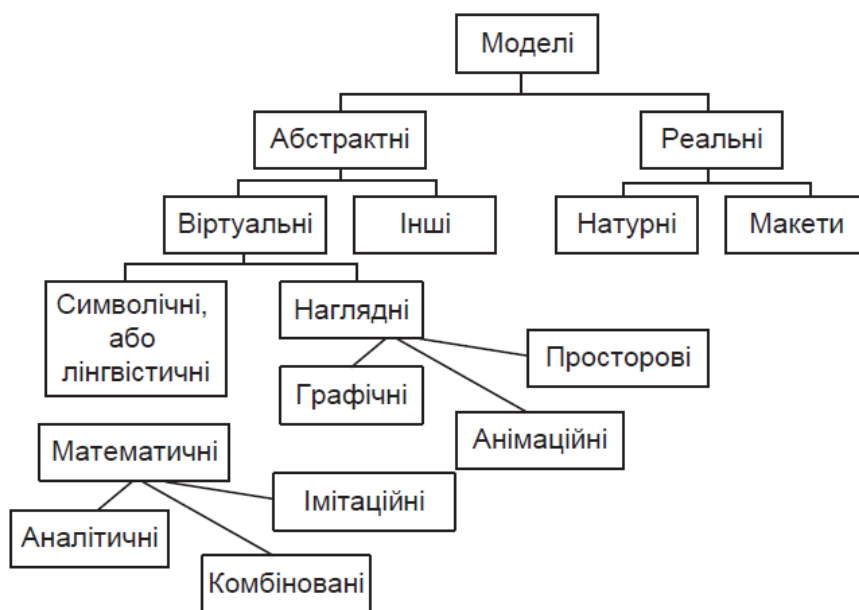 Моделі
Абстрактні
Реальні
Віртуальні
Інші
Натурні
Макети
Символічні,
або
лінгвістичні
Наглядні
Просторові
Графічні
Анімаційні
Математичні
Імітаційні
Аналітичні
Комбіновані